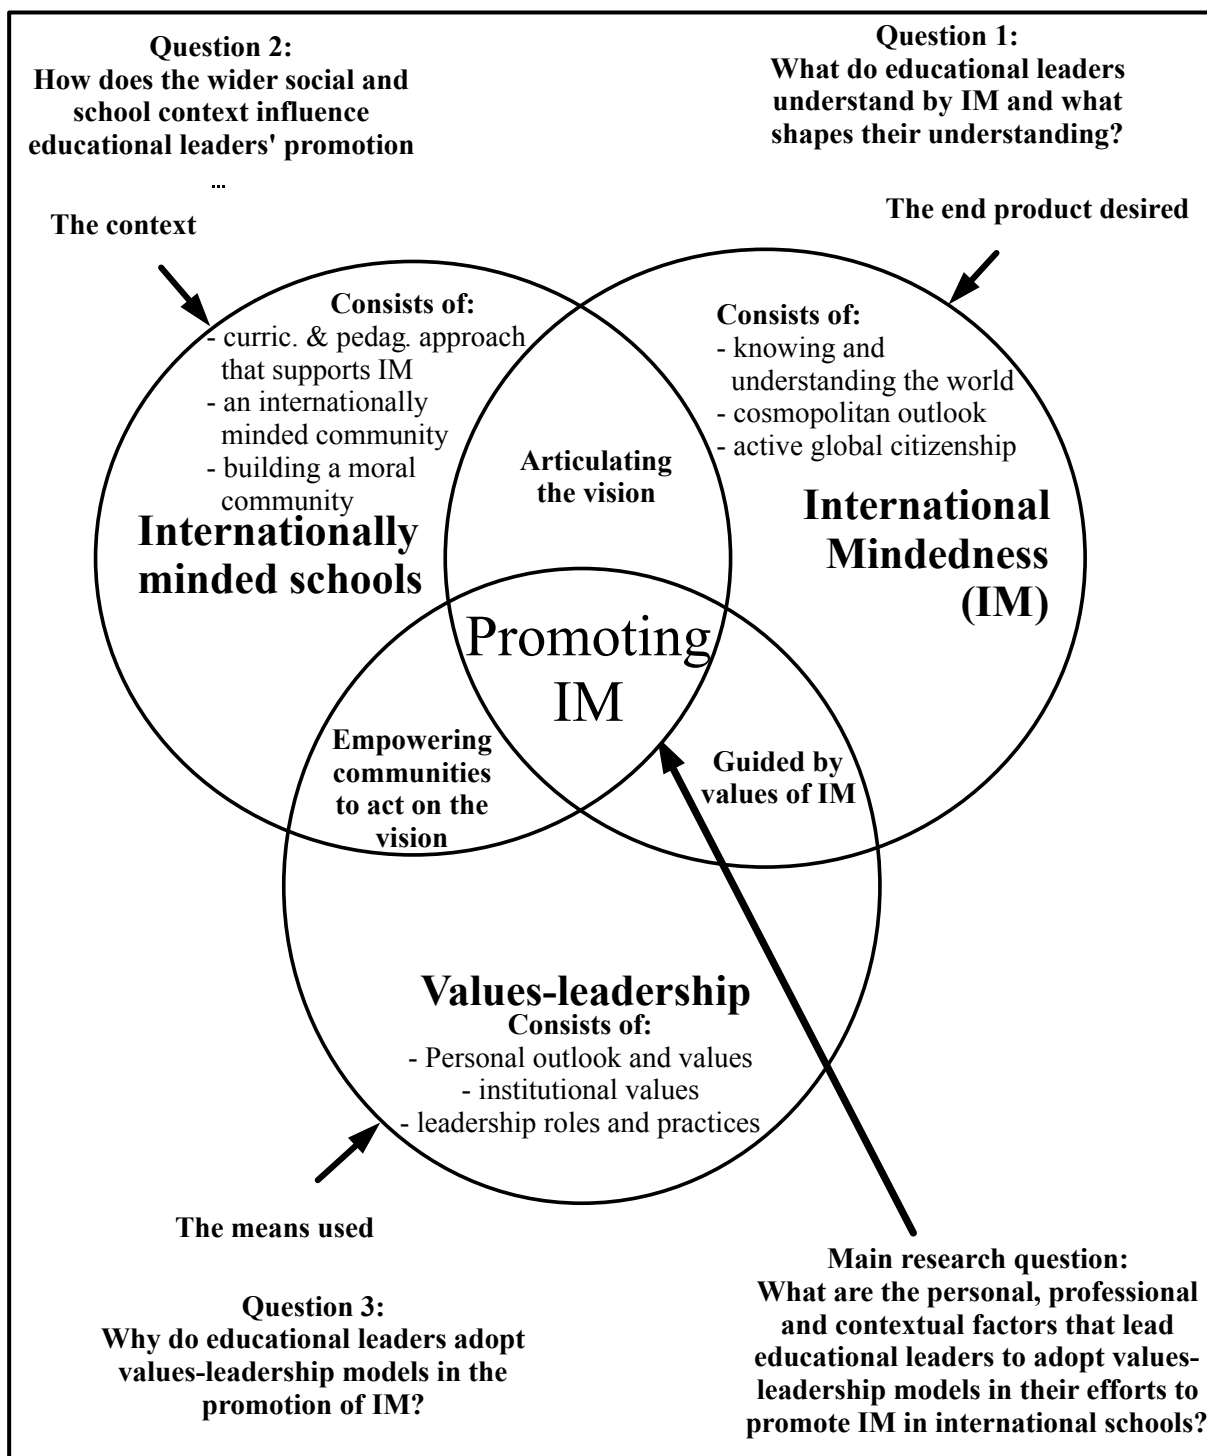 Question 2:
How does the wider social and
school context influence
educational leaders' promotion
...
Question 1:
What do educational leaders
understand by IM and what
shapes their understanding?
The context
The end product desired
Consists of:
- curric. & pedag. approach
that supports IM
- an internationally
minded community
- building a moral
community
Internationally
minded schools
Consists of:
- knowing and
understanding the world
- cosmopolitan outlook
- active global citizenship
International
Mindedness
(IM)
Articulating
the vision
Promoting
IM
Empowering
communities
to act on the
vision
Guided by
values of IM
Values-leadership
Consists of:
- Personal outlook and values
- institutional values
- leadership roles and practices
The means used
Question 3:
Why do educational leaders adopt
values-leadership models in the
promotion of IM?
Main research question:
What are the personal, professional
and contextual factors that lead
educational leaders to adopt values-
leadership models in their efforts to
promote IM in international schools?